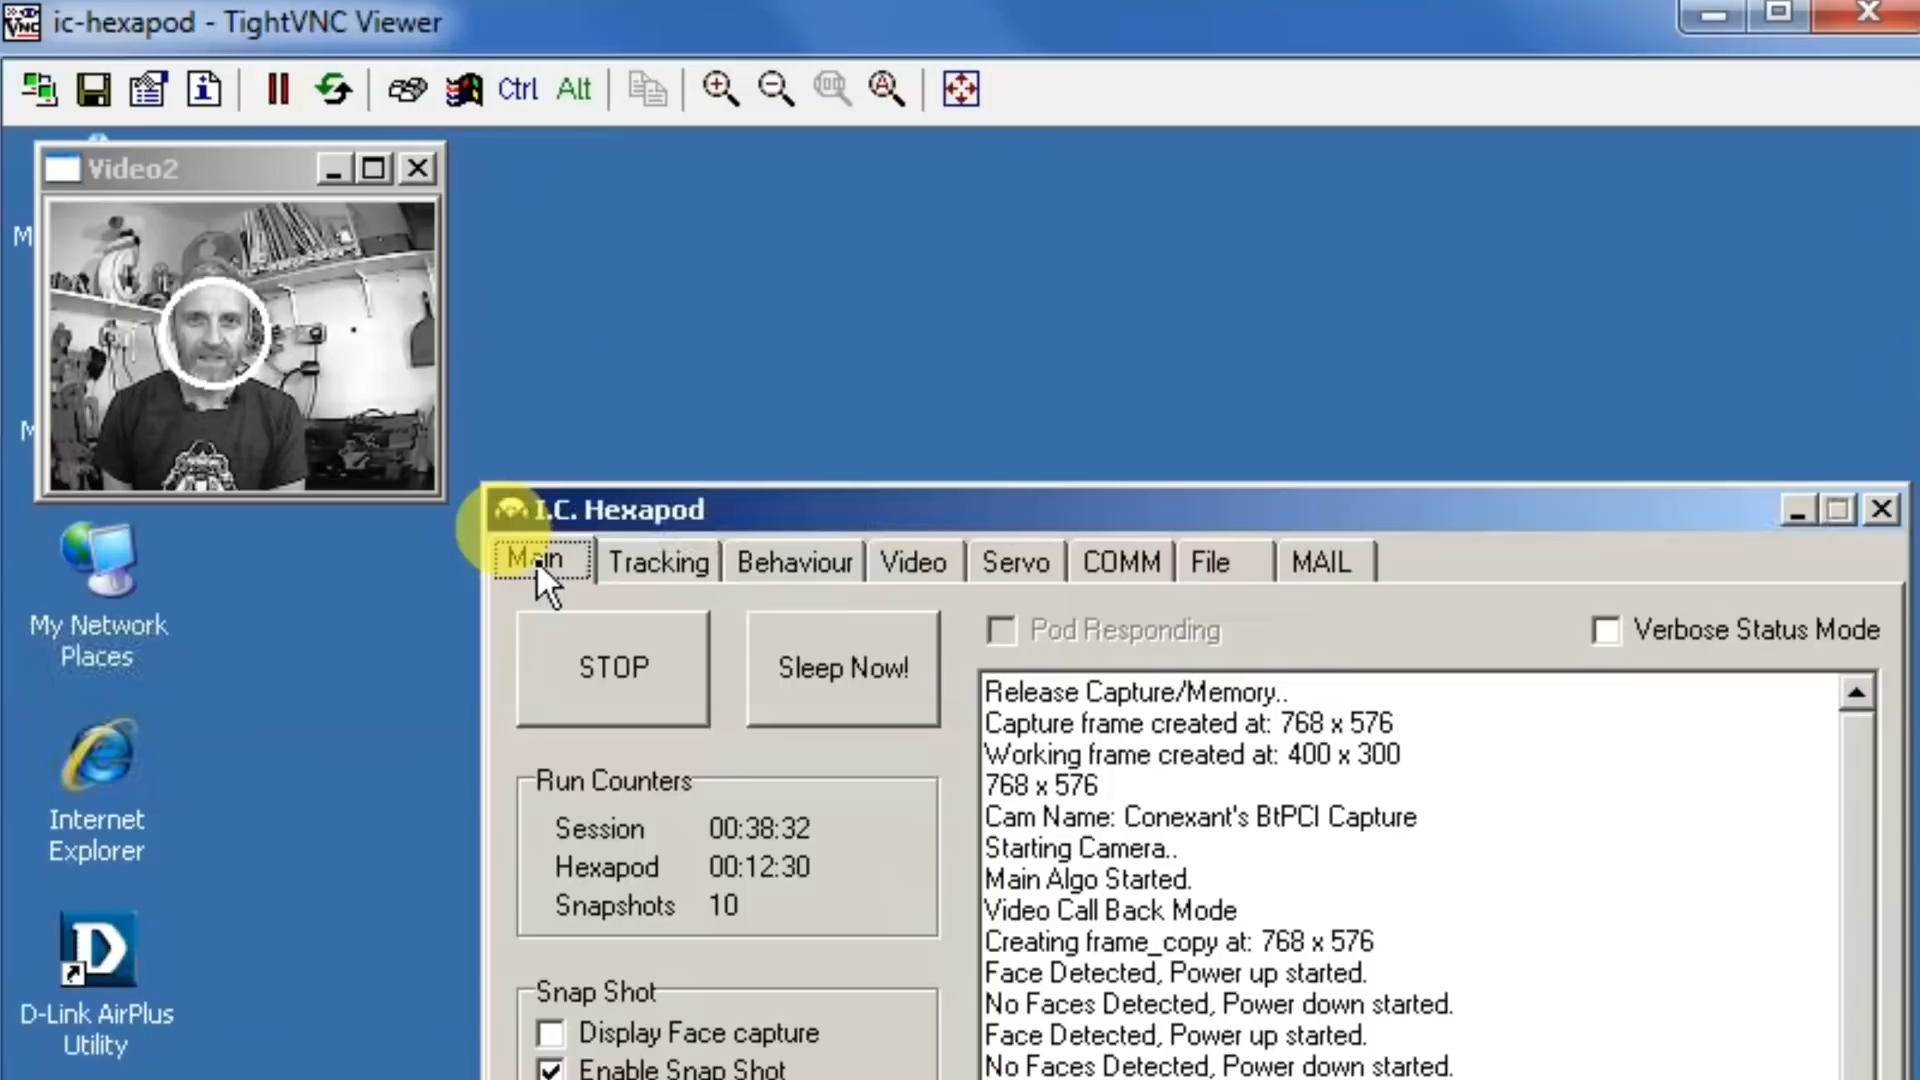 ic-hexapod - TightVNC Viewer
Ctrl Alt
Video2
My Network
Places
Internet
Explorer
D-Link AirPlus
Utility
I.C. Hexapod
Main Tracking Behaviour Video Servo COMM File MAIL
STOP Sleep Now!
Pod Responding Verbose Status Mode
Run Counters
Session 00:38:32
Hexapod 00:12:30
Snapshots 10
Snap Shot
Display Face capture
Enable Snap Shot
Release Capture/Memory..
Capture frame created at: 768 x 576
Working frame created at: 400 x 300
768 x 576
Cam Name: Conexant's BtPCI Capture
Starting Camera..
Main Algo Started.
Video Call Back Mode
Creating frame_copy at: 768 x 576
Face Detected, Power up started.
No Faces Detected, Power down started.
Face Detected, Power up started.
No Faces Detected, Power down started.